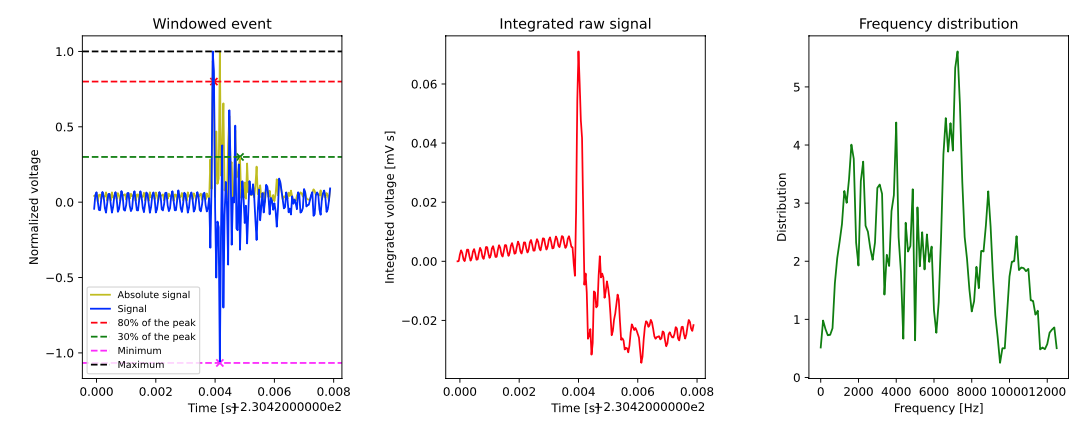 Windowed event
Normalized voltage
1.0
0.5
0.0
−0.5
−1.0
Absolute signal
Signal
80% of the peak
30% of the peak
Minimum
Maximum
0.000 0.002 0.004 0.006 0.008
Time [s]
+2.3042000000e2
Integrated raw signal
Integrated voltage [mV s]
0.06
0.04
0.02
0.00
−0.02
0.000 0.002 0.004 0.006 0.008
Time [s]
+2.3042000000e2
Frequency distribution
Distribution
5
4
3
2
1
0
0 2000 4000 6000 8000 10000 12000
Frequency [Hz]